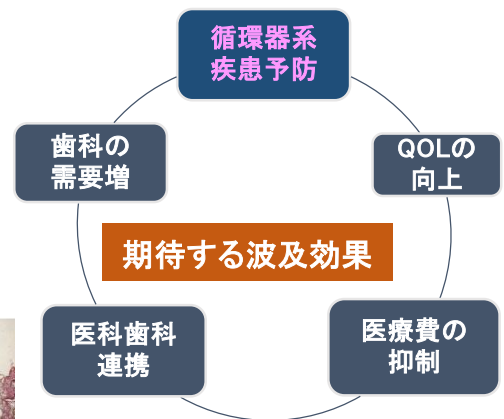 循環器系
疾患予防
歯科の
需要増
QOLの
向上
期待する波及効果
医科歯科
連携
医療費の
抑制